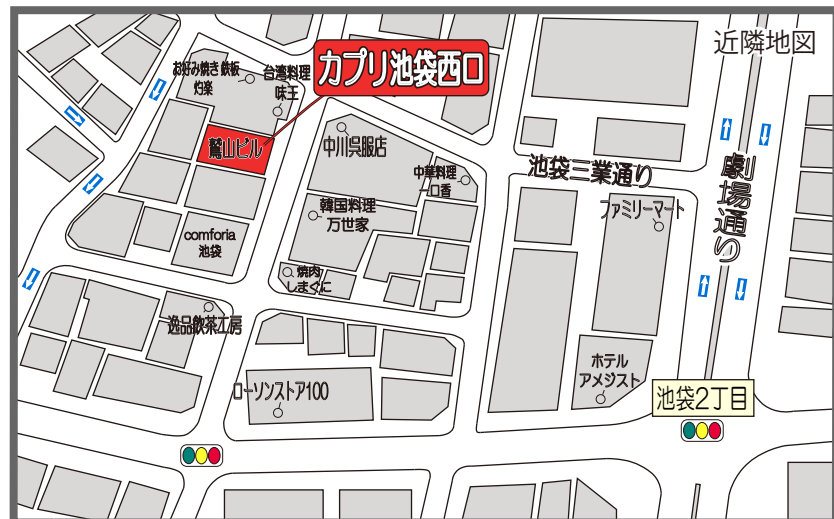 近隣地図
カプリ池袋西口
お好み焼き 鉄板
灼楽
台湾料理
味王
鷲山ビル
中川呉服店
中華料理
一口香
池袋三業通り
劇場通り
ファミリーマート
韓国料理
万世家
comforia
池袋
焼肉
しまぐに
逸品飲茶工房
ホテル
アメジスト
ローソンストア100
池袋2丁目